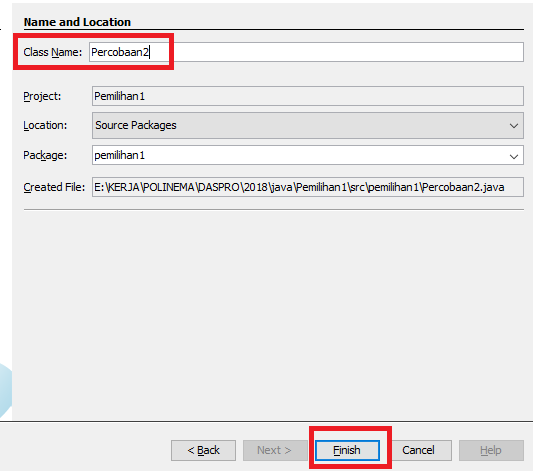 Name and Location
Class Name: Percobaan2
Project: Pemilihan1
Location: Source Packages
Package: pemilihan1
Created File: E:\KERJA\POLINEMA\DASPRO\2018\java\Pemilihan1\src\pemilihan1\Percobaan2.java
< Back Next > Finish Cancel Help